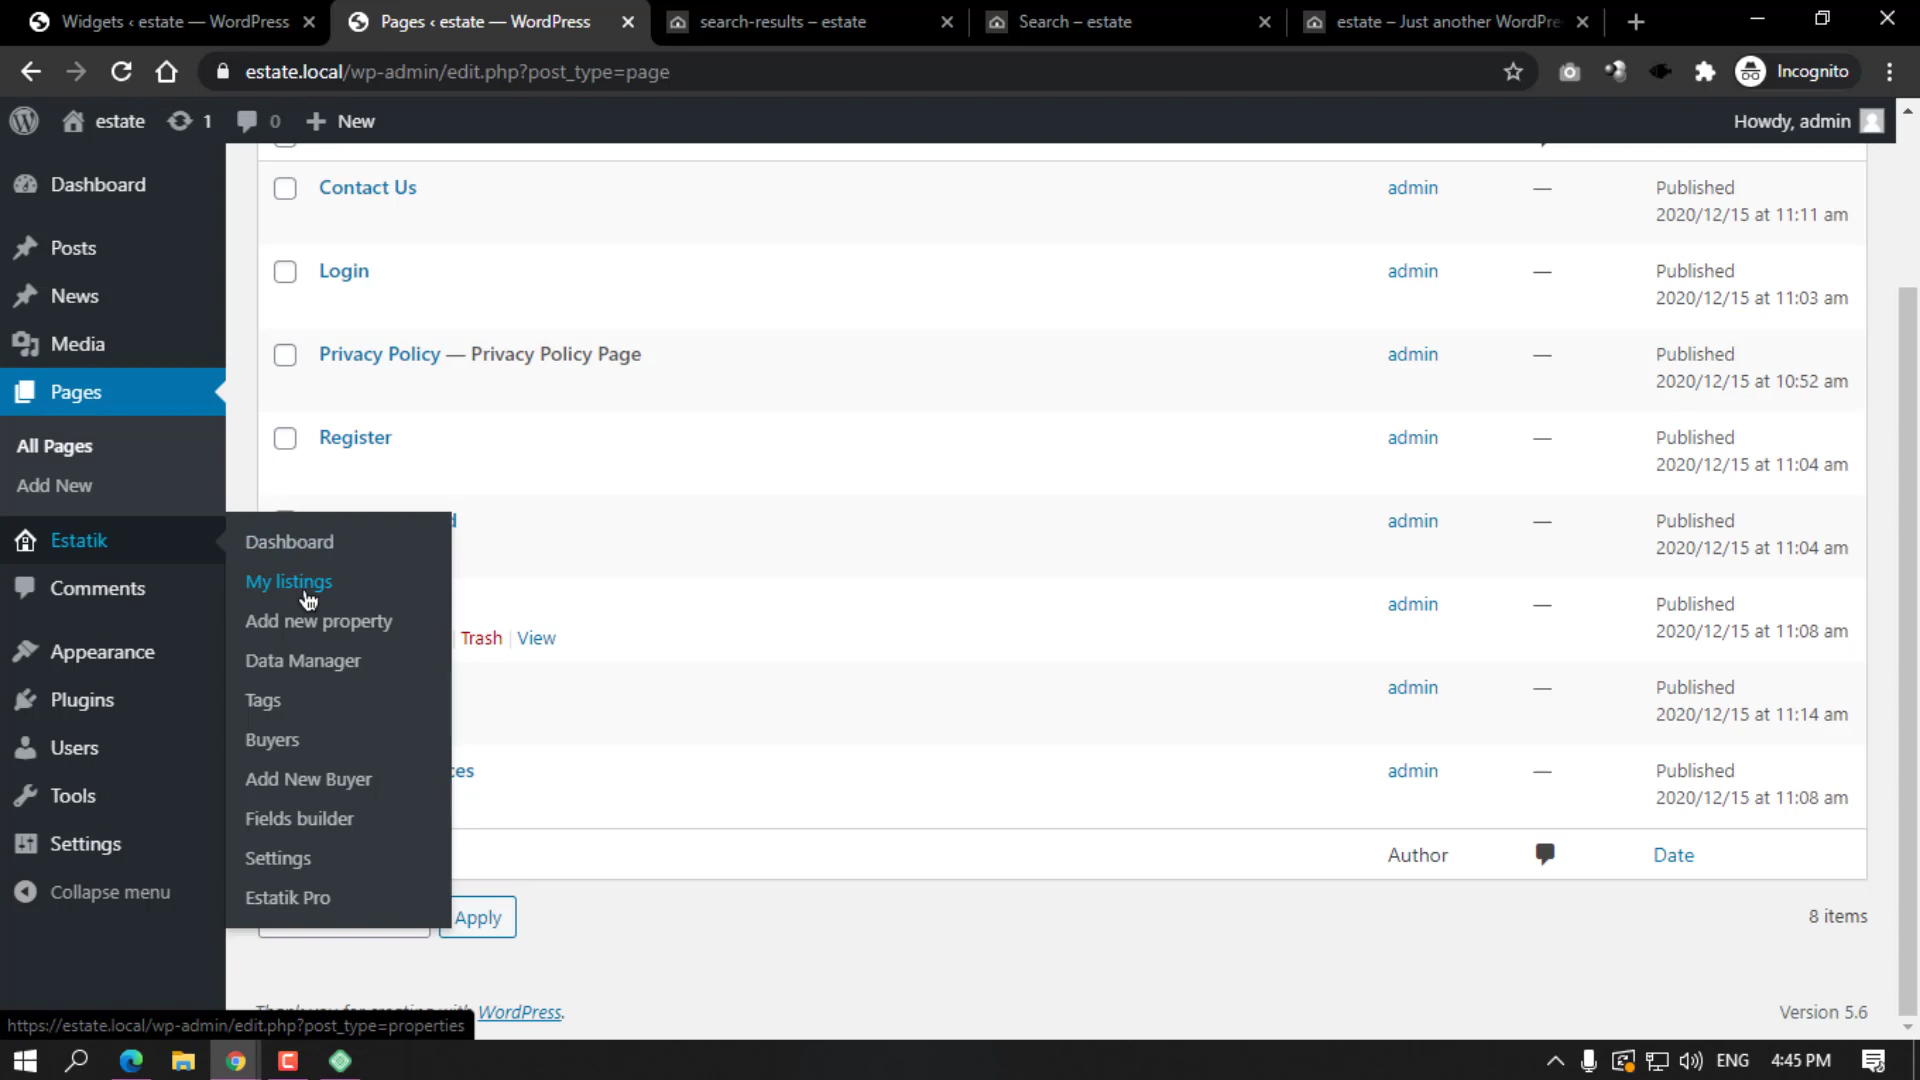 Widgets ‹ estate — WordPress
Pages ‹ estate — WordPress
search-results – estate
Search – estate
estate – Just another WordPre
estate.local/wp-admin/edit.php?post_type=page
Incognito
estate
1
0
New
Howdy, admin
Dashboard
Posts
News
Media
Pages
All Pages
Add New
Estatik
Comments
Appearance
Plugins
Users
Tools
Settings
Collapse menu
Dashboard
My listings
Add new property
Data Manager
Tags
Buyers
Add New Buyer
Fields builder
Settings
Estatik Pro
Contact Us
admin
—
Published
2020/12/15 at 11:11 am
Login
admin
—
Published
2020/12/15 at 11:03 am
Privacy Policy — Privacy Policy Page
admin
—
Published
2020/12/15 at 10:52 am
Register
admin
—
Published
2020/12/15 at 11:04 am
d
admin
—
Published
2020/12/15 at 11:04 am
Trash | View
admin
—
Published
2020/12/15 at 11:08 am
admin
—
Published
2020/12/15 at 11:14 am
ces
admin
—
Published
2020/12/15 at 11:08 am
Author
Date
Apply
8 items
Thank you for creating with WordPress.
Version 5.6
https://estate.local/wp-admin/edit.php?post_type=properties
ENG
4:45 PM